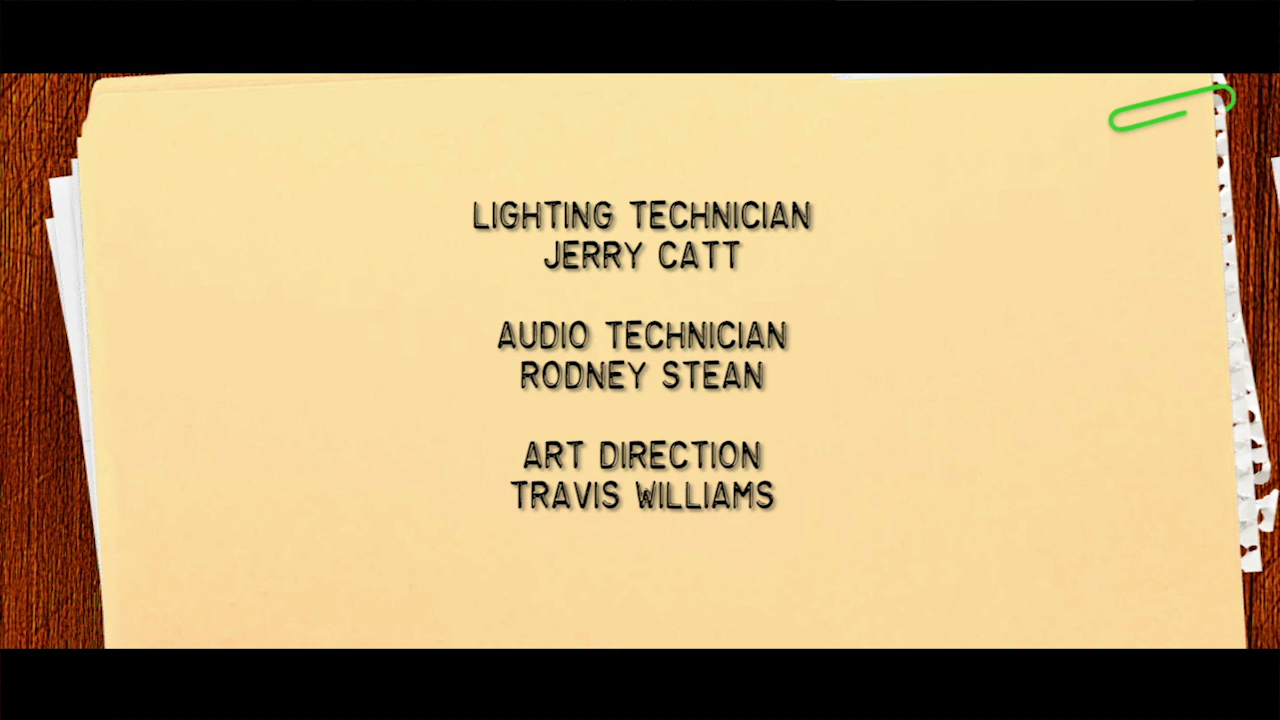 LIGHTING TECHNICIAN
JERRY CATT
AUDIO TECHNICIAN
RODNEY STEAN
ART DIRECTION
TRAVIS WILLIAMS